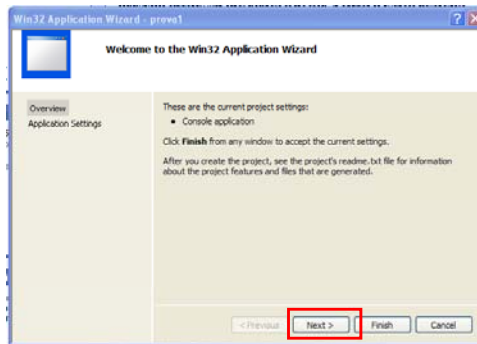 Win32 Application Wizard - prova1
Welcome to the Win32 Application Wizard
Overview
Application Settings
These are the current project settings:
• Console application
Click Finish from any window to accept the current settings.
After you create the project, see the project's readme.txt file for information
about the project features and files that are generated.
< Previous Next > Finish Cancel